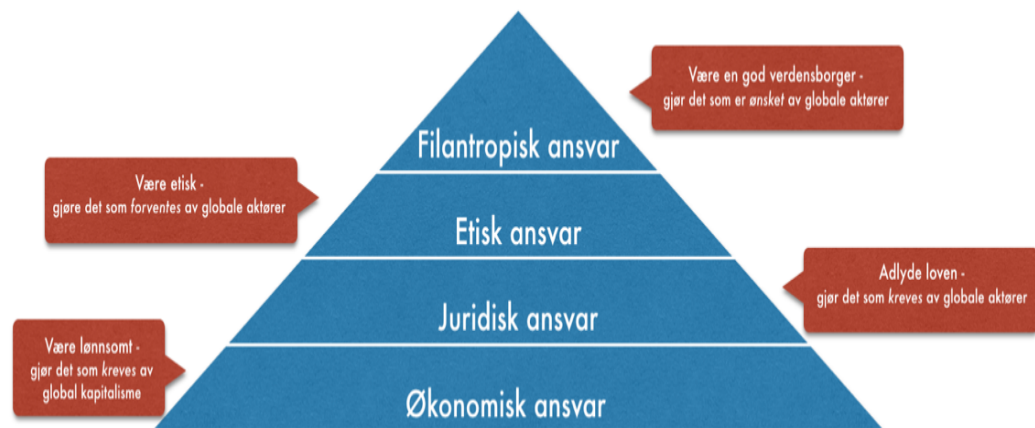 Være en god verdensborger -
gjør det som er ønsket av globale aktører
Filantropisk ansvar
Være etisk -
gjøre det som forventes av globale aktører
Etisk ansvar
Adlyde loven -
gjør det som kreves av globale aktører
Juridisk ansvar
Være lønnsomt -
gjør det som kreves av
global kapitalisme
Økonomisk ansvar